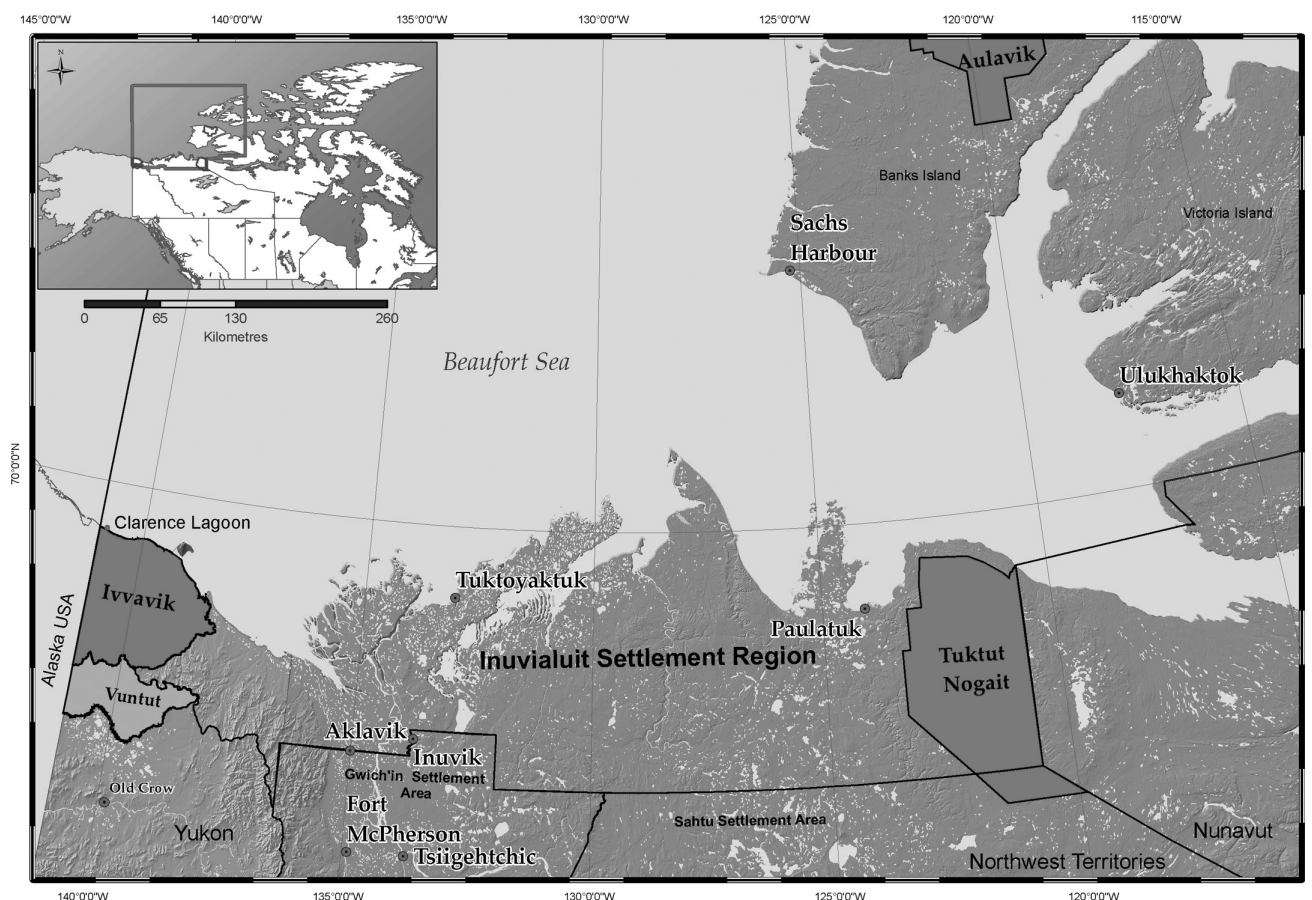 145°0'0"W
140°0'0"W
135°0'0"W
130°0'0"W
125°0'0"W
120°0'0"W
115°0'0"W
N
Aulavik
Banks Island
Victoria Island
Sachs
Harbour
0 65 130 260
Kilometres
Beaufort Sea
Ulukhaktok
70°0'0"N
Clarence Lagoon
Tuktoyaktuk
Ivvavik
Paulatuk
Alaska USA
Inuvialuit Settlement Region
Tuktut
Nogait
Vuntut
Aklavik
Inuvik
Gwich'in Settlement
Area
Old Crow
Fort
McPherson
Yukon
Sahtu Settlement Area
Nunavut
Tsiigehtchic
Northwest Territories
140°0'0"W
135°0'0"W
130°0'0"W
125°0'0"W
120°0'0"W